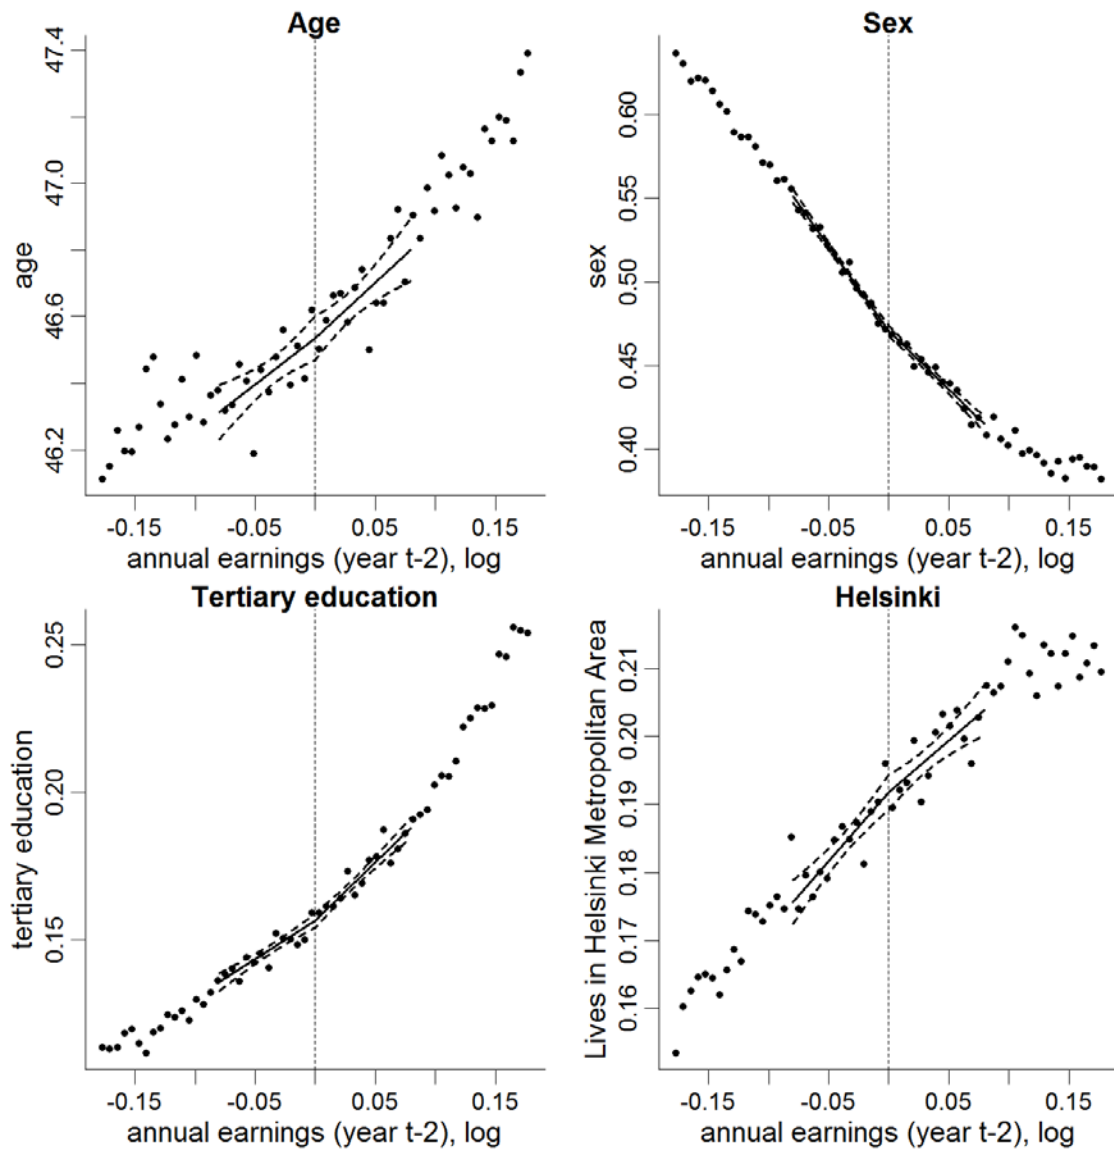 Age
47.4
47.0
46.6
46.2
age
-0.15 -0.05 0.05 0.15
annual earnings (year t-2), log
Sex
0.60
0.55
0.50
0.45
0.40
sex
-0.15 -0.05 0.05 0.15
annual earnings (year t-2), log
Tertiary education
0.25
0.20
0.15
tertiary education
-0.15 -0.05 0.05 0.15
annual earnings (year t-2), log
Helsinki
0.21
0.20
0.19
0.18
0.17
0.16
Lives in Helsinki Metropolitan Area
-0.15 -0.05 0.05 0.15
annual earnings (year t-2), log